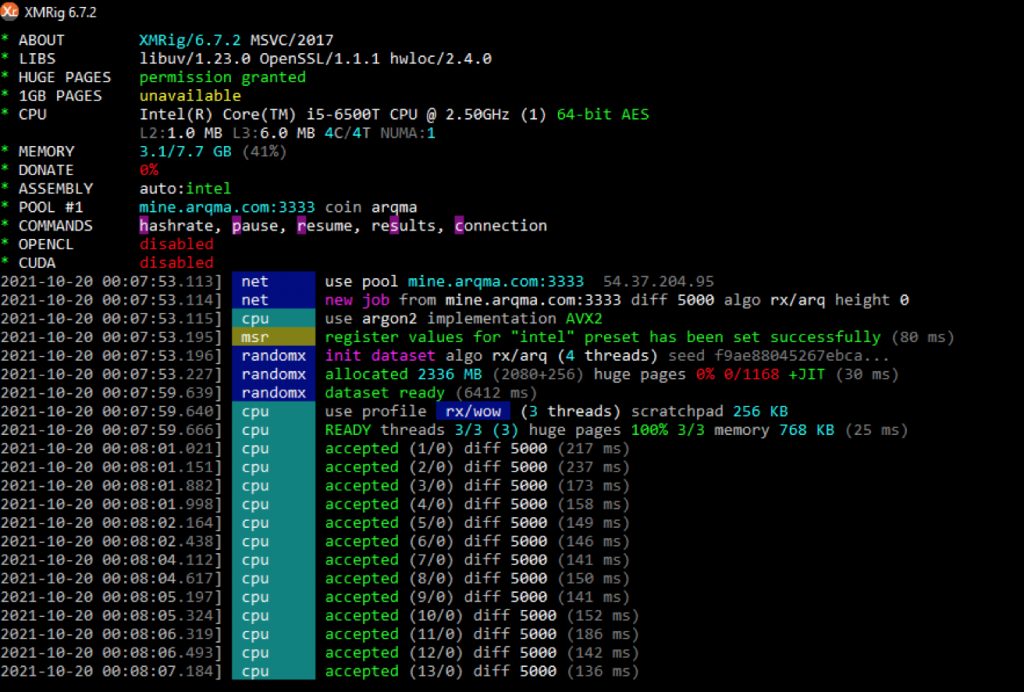 XMRig 6.7.2
* ABOUT XMRig/6.7.2 MSVC/2017
* LIBS libuv/1.23.0 OpenSSL/1.1.1 hwloc/2.4.0
* HUGE PAGES permission granted
* 1GB PAGES unavailable
* CPU Intel(R) Core(TM) i5-6500T CPU @ 2.50GHz (1) 64-bit AES
L2:1.0 MB L3:6.0 MB 4C/4T NUMA:1
* MEMORY 3.1/7.7 GB (41%)
* DONATE 0%
* ASSEMBLY auto:intel
* POOL #1 mine.arqma.com:3333 coin arqma
* COMMANDS hashrate, pause, resume, results, connection
* OPENCL disabled
* CUDA disabled
2021-10-20 00:07:53.113] net use pool mine.arqma.com:3333 54.37.204.95
2021-10-20 00:07:53.114] net new job from mine.arqma.com:3333 diff 5000 algo rx/arq height 0
2021-10-20 00:07:53.115] cpu use argon2 implementation AVX2
2021-10-20 00:07:53.195] msr register values for "intel" preset has been set successfully (80 ms)
2021-10-20 00:07:53.196] randomx init dataset algo rx/arq (4 threads) seed f9ae88045267ebca...
2021-10-20 00:07:53.227] randomx allocated 2336 MB (2080+256) huge pages 0% 0/1168 +JIT (30 ms)
2021-10-20 00:07:59.639] randomx dataset ready (6412 ms)
2021-10-20 00:07:59.640] cpu use profile rx/wow (3 threads) scratchpad 256 KB
2021-10-20 00:07:59.666] cpu READY threads 3/3 (3) huge pages 100% 3/3 memory 768 KB (25 ms)
2021-10-20 00:08:01.021] cpu accepted (1/0) diff 5000 (217 ms)
2021-10-20 00:08:01.151] cpu accepted (2/0) diff 5000 (237 ms)
2021-10-20 00:08:01.882] cpu accepted (3/0) diff 5000 (173 ms)
2021-10-20 00:08:01.998] cpu accepted (4/0) diff 5000 (158 ms)
2021-10-20 00:08:02.164] cpu accepted (5/0) diff 5000 (149 ms)
2021-10-20 00:08:02.438] cpu accepted (6/0) diff 5000 (146 ms)
2021-10-20 00:08:04.112] cpu accepted (7/0) diff 5000 (141 ms)
2021-10-20 00:08:04.617] cpu accepted (8/0) diff 5000 (150 ms)
2021-10-20 00:08:05.197] cpu accepted (9/0) diff 5000 (141 ms)
2021-10-20 00:08:05.324] cpu accepted (10/0) diff 5000 (152 ms)
2021-10-20 00:08:06.319] cpu accepted (11/0) diff 5000 (186 ms)
2021-10-20 00:08:06.493] cpu accepted (12/0) diff 5000 (142 ms)
2021-10-20 00:08:07.184] cpu accepted (13/0) diff 5000 (136 ms)